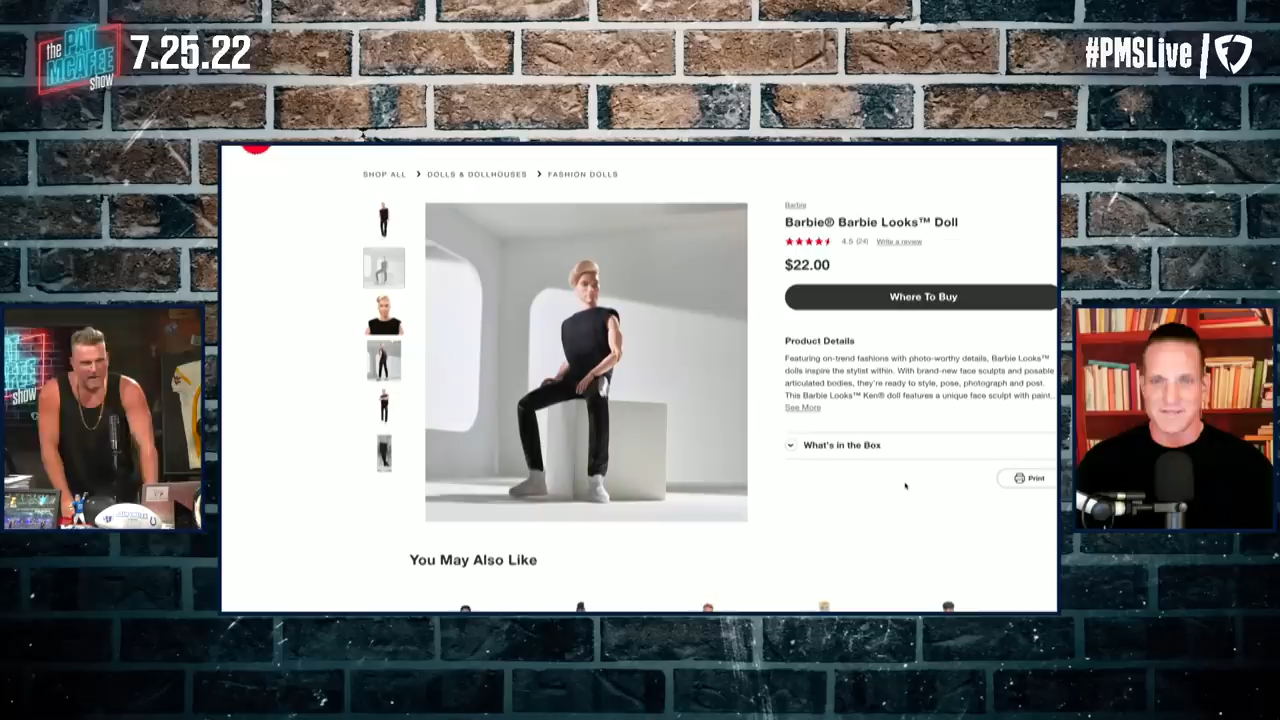 the
PAT
MCAFEE
show
7.25.22
#PMSLive
SHOP ALL > DOLLS & DOLLHOUSES > FASHION DOLLS
Barbie
Barbie® Barbie Looks™ Doll
4.5 (24) Write a review
$22.00
Where To Buy
Product Details
Featuring on-trend fashions with photo-worthy details, Barbie Looks™
dolls inspire the stylist within. With brand-new face sculpts and posable
articulated bodies, they're ready to style, pose, photograph and post.
This Barbie Looks™ Ken® doll features a unique face sculpt with paint...
See More
What's in the Box
Print
You May Also Like
show